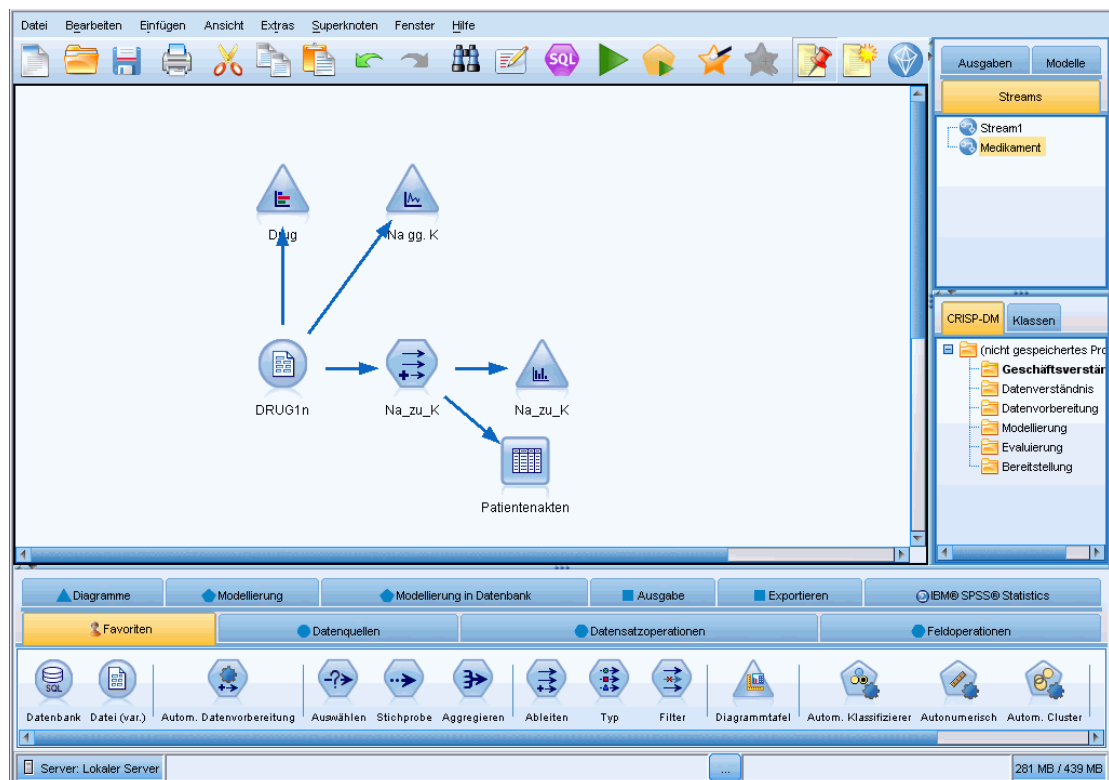 Datei Bearbeiten Einfügen Ansicht Extras Superknoten Fenster Hilfe
SQL
Ausgaben Modelle
Streams
Stream1
Medikament
Drug
Na gg. K
DRUG1n
Na_zu_K
Na_zu_K
Patientenakten
CRISP-DM Klassen
(nicht gespeichertes Pro
Geschäftsverstän
Datenverständnis
Datenvorbereitung
Modellierung
Evaluierung
Bereitstellung
Diagramme Modellierung Modellierung in Datenbank Ausgabe Exportieren IBM® SPSS® Statistics
Favoriten Datenquellen Datensatzoperationen Feldoperationen
SQL
Datenbank Datei (var.) Autom. Datenvorbereitung Auswählen Stichprobe Aggregieren Ableiten Typ Filter Diagrammtafel Autom. Klassifizierer Autonumerisch Autom. Cluster
Server: Lokaler Server ... 281 MB / 439 MB